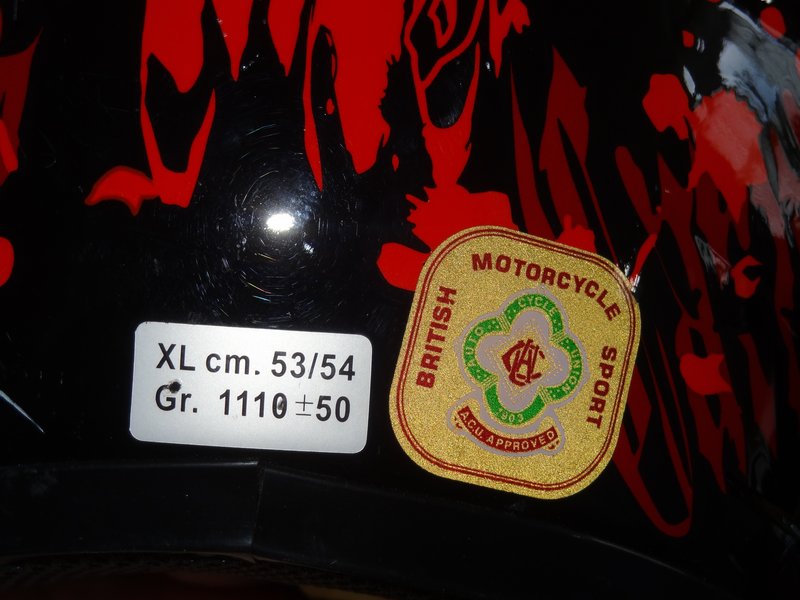 XL cm. 53/54
Gr. 1110 ±50
BRITISH MOTORCYCLE SPORT
AUTO-CYCLE UNION
1903
A.C.U. APPROVED